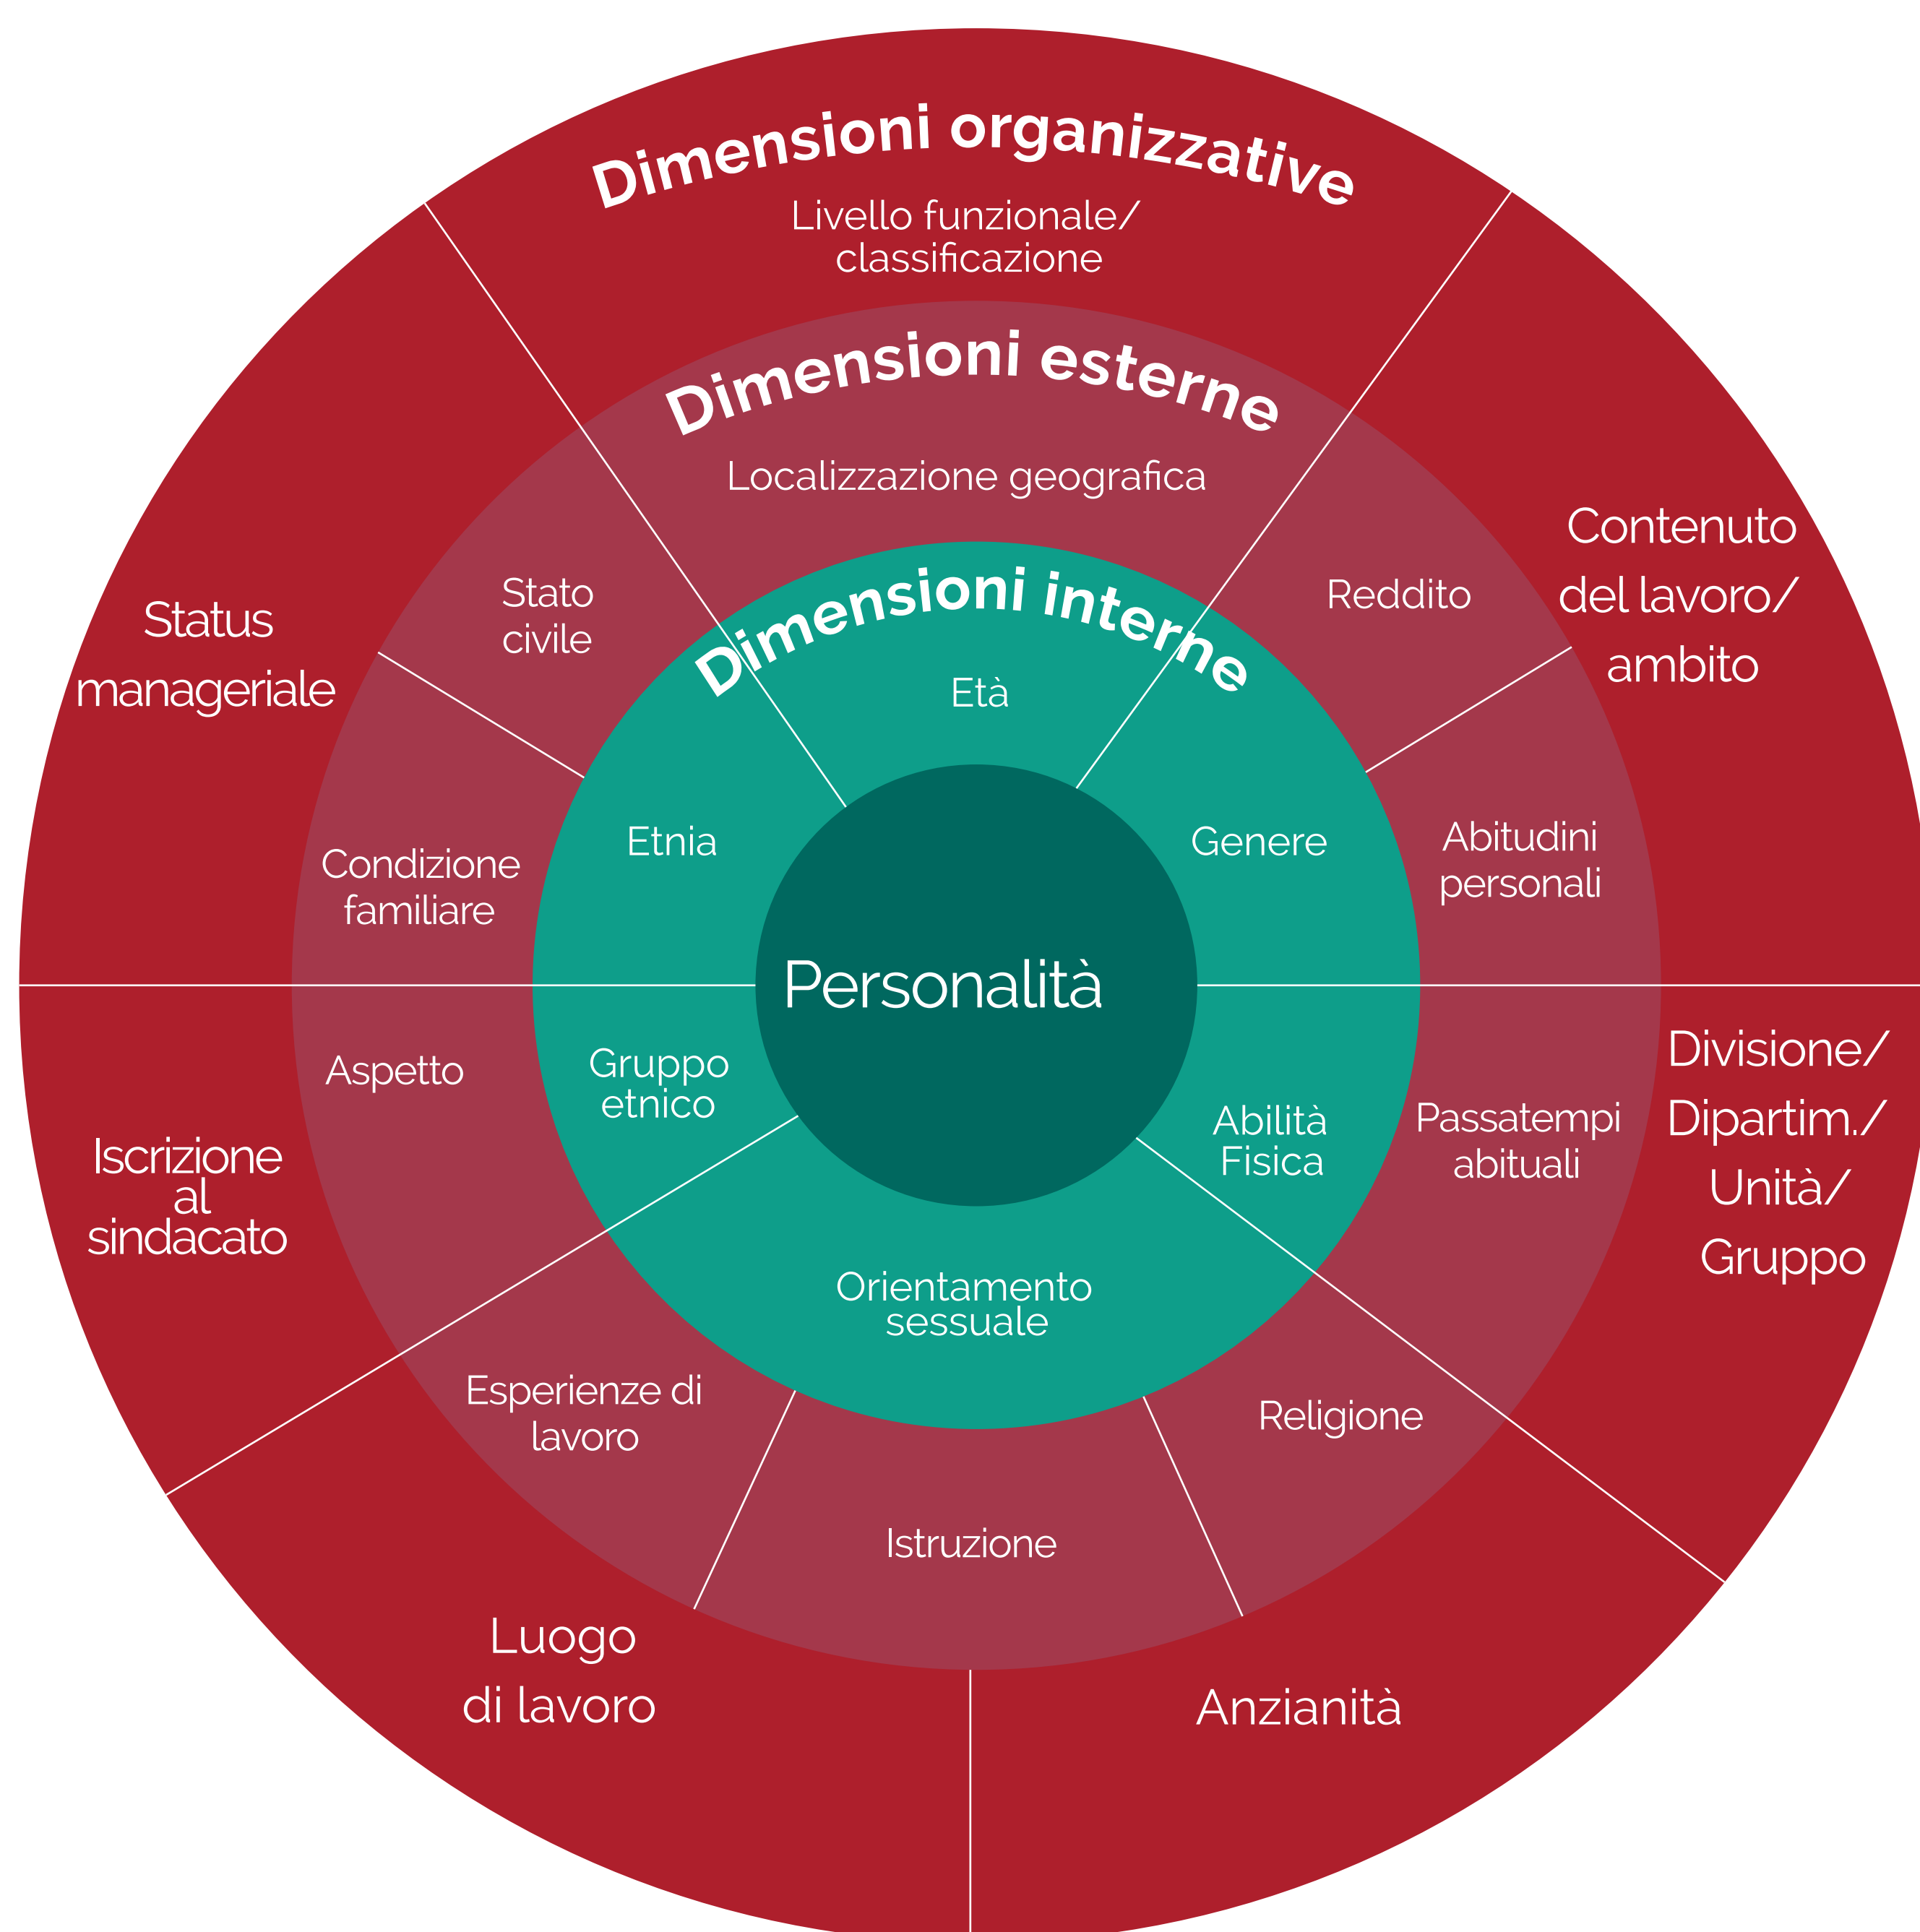 Dimensioni organizzative
Livello funzionale/
classificazione
Dimensioni esterne
Localizzazione geografica
Dimensioni interne
Età
Stato
civile
Reddito
Contenuto
del lavoro/
ambito
Status
manageriale
Etnia
Genere
Condizione
familiare
Abitudini
personali
Personalità
Aspetto
Gruppo
etnico
Abilità
Fisica
Passatempi
abituali
Divisione/
Dipartim./
Unità/
Gruppo
Iscrizione
al
sindacato
Orientamento
sessuale
Esperienze di
lavoro
Religione
Istruzione
Luogo
di lavoro
Anzianità